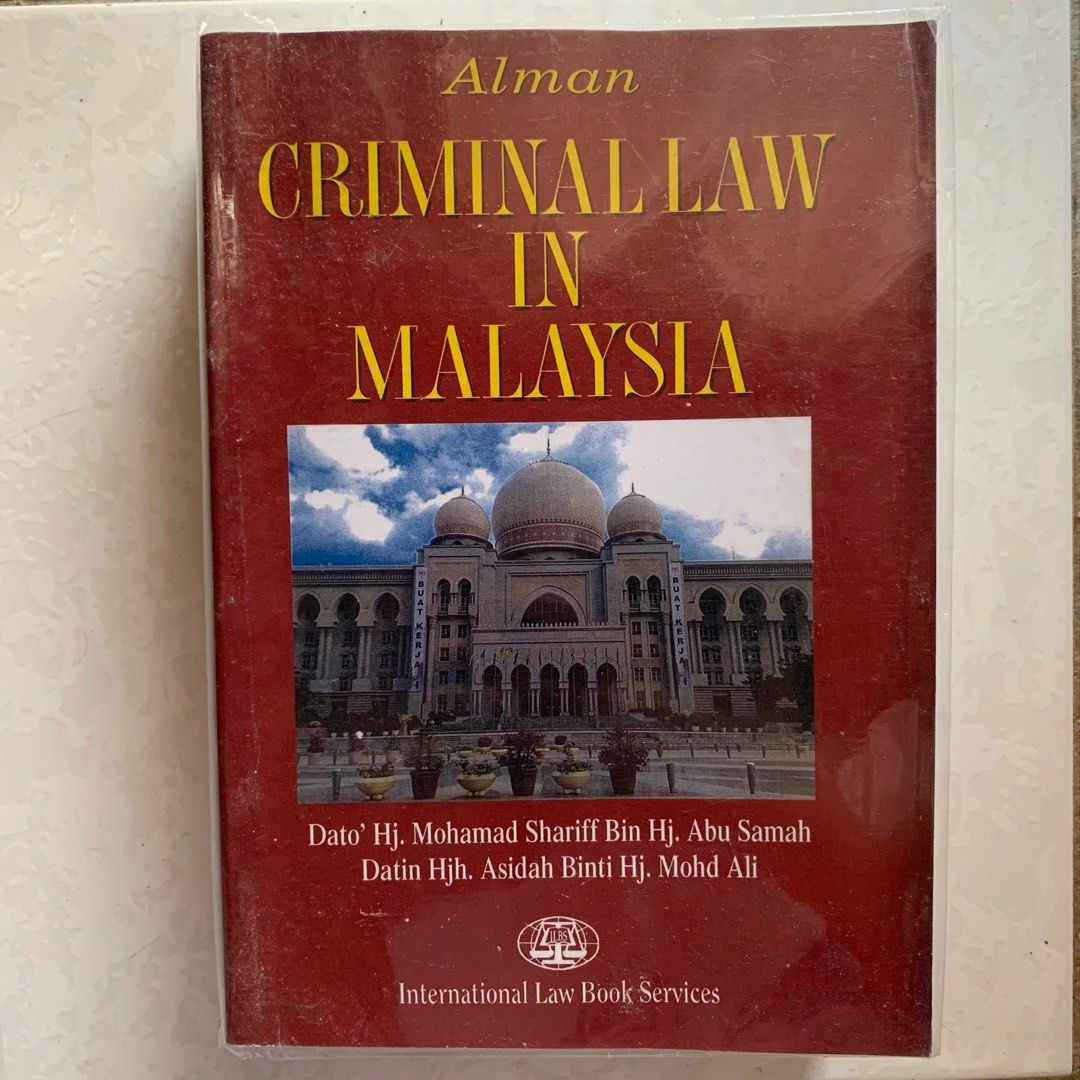 Alman
CRIMINAL LAW
IN
MALAYSIA
BUAT KERJA
BUAT KERJA
Dato' Hj. Mohamad Shariff Bin Hj. Abu Samah
Datin Hjh. Asidah Binti Hj. Mohd Ali
ILBS
International Law Book Services